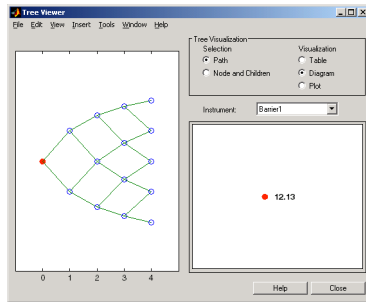 Tree Viewer
File Edit View Insert Tools Window Help
Tree Visualization
Selection Visualization
Path Table
Node and Children Diagram
Plot
Instrument: Barrier1
12.13
0 1 2 3 4
Help Close